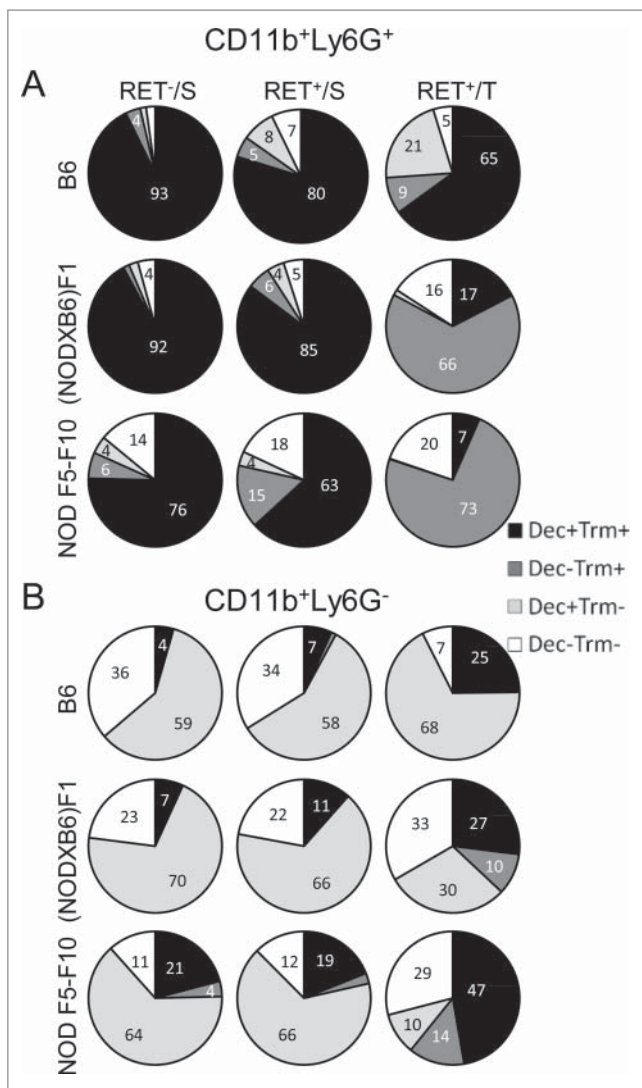 CD11b⁺Ly6G⁺
A
RET⁻/S RET⁺/S RET⁺/T
B6
4
93
5 8 7
80
9 21 5
65
(NODXB6)F1
4
92
6 4 5
85
16 17
66
NOD F5-F10
6 4 14
76
15 4 18
63
20 7
73
Dec+Trm+
Dec-Trm+
Dec+Trm-
Dec-Trm-
B
CD11b⁺Ly6G⁻
B6
36 4
59
34 7
58
7 25
68
(NODXB6)F1
23 7
70
22 11
66
33 27
10
30
NOD F5-F10
11 21
4
64
12 19
66
29 47
10 14